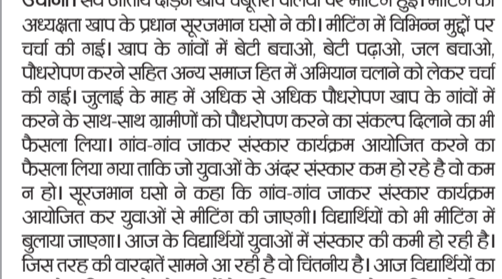 पर मीटिंग हुई। मीटिंग की
अध्यक्षता खाप के प्रधान सूरजभान घसो ने की। मीटिंग में विभिन्न मुद्दों पर
चर्चा की गई। खाप के गांवों में बेटी बचाओ, बेटी पढ़ाओ, जल बचाओ,
पौधरोपण करने सहित अन्य समाज हित में अभियान चलाने को लेकर चर्चा
की गई। जुलाई के माह में अधिक से अधिक पौधरोपण खाप के गांवों में
करने के साथ-साथ ग्रामीणों को पौधरोपण करने का संकल्प दिलाने का भी
फैसला लिया। गांव-गांव जाकर संस्कार कार्यक्रम आयोजित करने का
फैसला लिया गया ताकि जो युवाओं के अंदर संस्कार कम हो रहे है वो कम
न हो। सूरजभान घसो ने कहा कि गांव-गांव जाकर संस्कार कार्यक्रम
आयोजित कर युवाओं से मीटिंग की जाएगी। विद्यार्थियों को भी मीटिंग में
बुलाया जाएगा। आज के विद्यार्थियों युवाओं में संस्कार की कमी हो रही है।
जिस तरह की वारदातें सामने आ रही है वो चिंतनीय है। आज विद्यार्थियों का